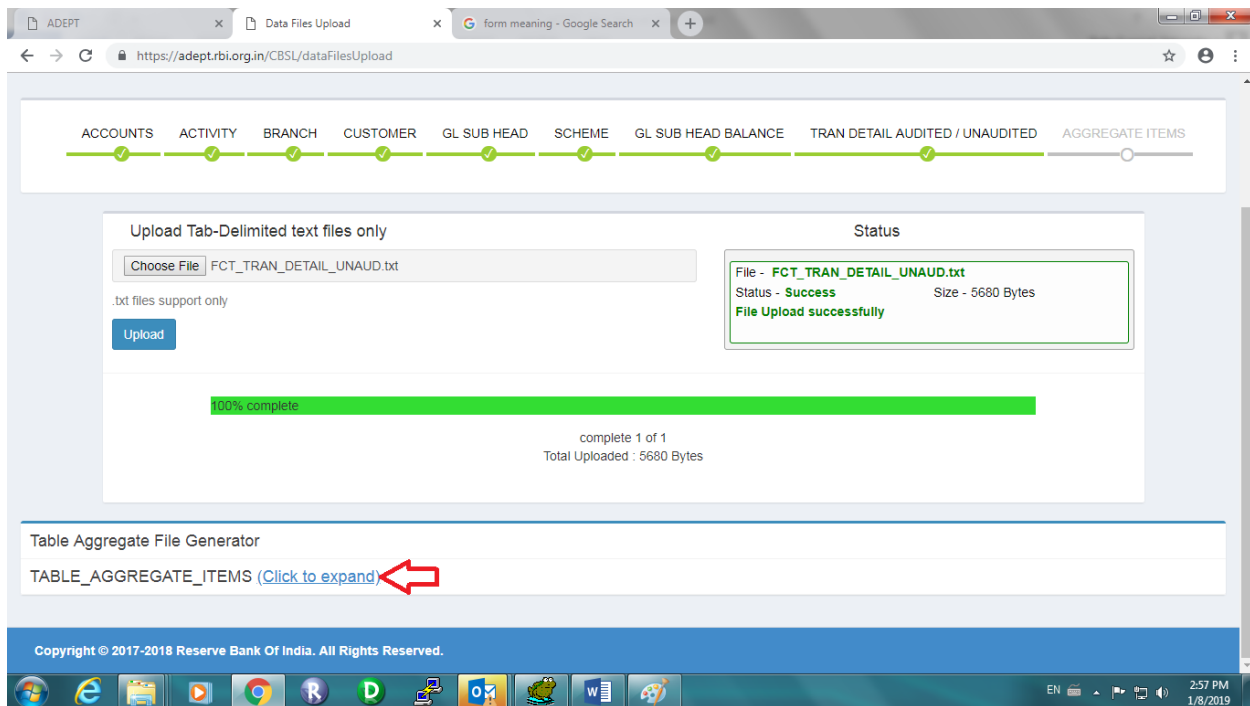 ADEPT
Data Files Upload
form meaning - Google Search
https://adept.rbi.org.in/CBSL/dataFilesUpload
ACCOUNTS ACTIVITY BRANCH CUSTOMER GL SUB HEAD SCHEME GL SUB HEAD BALANCE TRAN DETAIL AUDITED / UNAUDITED AGGREGATE ITEMS
Upload Tab-Delimited text files only
Choose File FCT_TRAN_DETAIL_UNAUD.txt
.txt files support only
Upload
Status
File - FCT_TRAN_DETAIL_UNAUD.txt
Status - Success Size - 5680 Bytes
File Upload successfully
100% complete
complete 1 of 1
Total Uploaded : 5680 Bytes
Table Aggregate File Generator
TABLE_AGGREGATE_ITEMS (Click to expand)
Copyright © 2017-2018 Reserve Bank Of India. All Rights Reserved.
EN
2:57 PM
1/8/2019